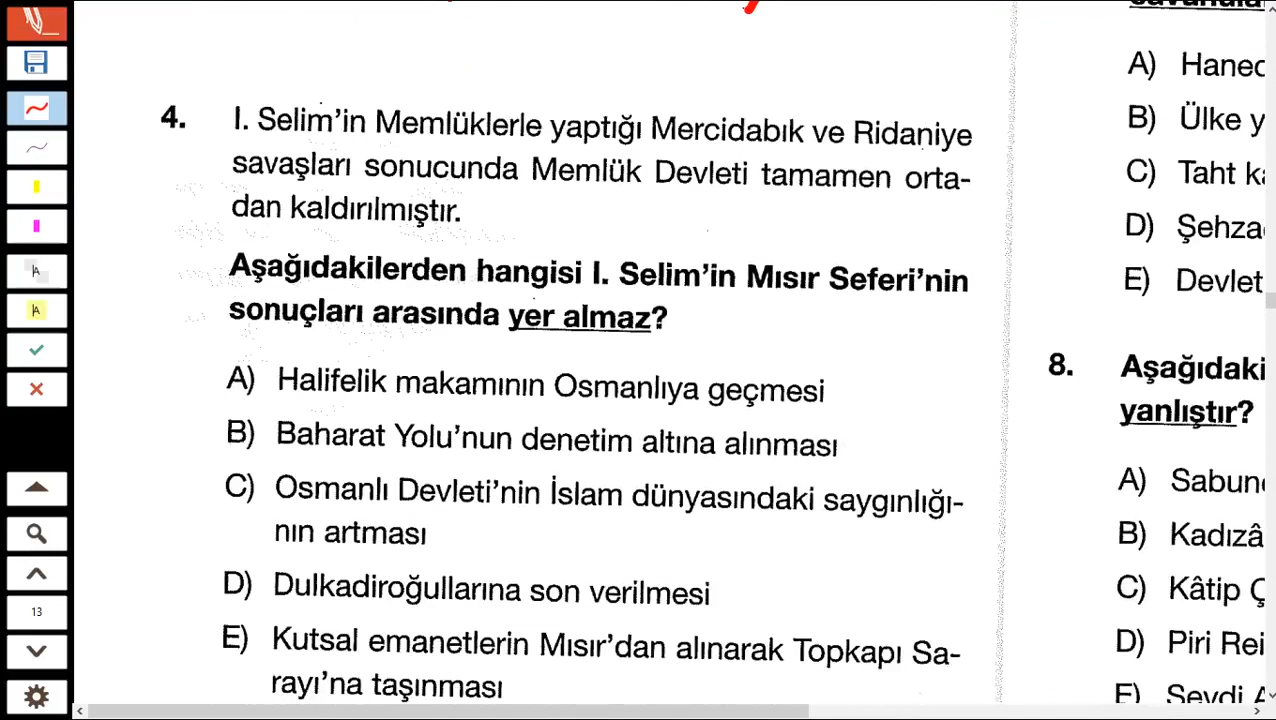 4. I. Selim’in Memlüklerle yaptığı Mercidabık ve Ridaniye
savaşları sonucunda Memlük Devleti tamamen orta-
dan kaldırılmıştır.
Aşağıdakilerden hangisi I. Selim’in Mısır Seferi’nin
sonuçları arasında yer almaz?
A) Halifelik makamının Osmanlıya geçmesi
B) Baharat Yolu’nun denetim altına alınması
C) Osmanlı Devleti’nin İslam dünyasındaki saygınlığı-
nın artması
D) Dulkadiroğullarına son verilmesi
E) Kutsal emanetlerin Mısır’dan alınarak Topkapı Sa-
rayı’na taşınması
A) Haned
B) Ülke y
C) Taht k
D) Şehza
E) Devlet
8. Aşağıdaki
yanlıştır?
A) Sabun
B) Kadızâ
C) Kâtip Ç
D) Piri Rei
E) Seydi A
13